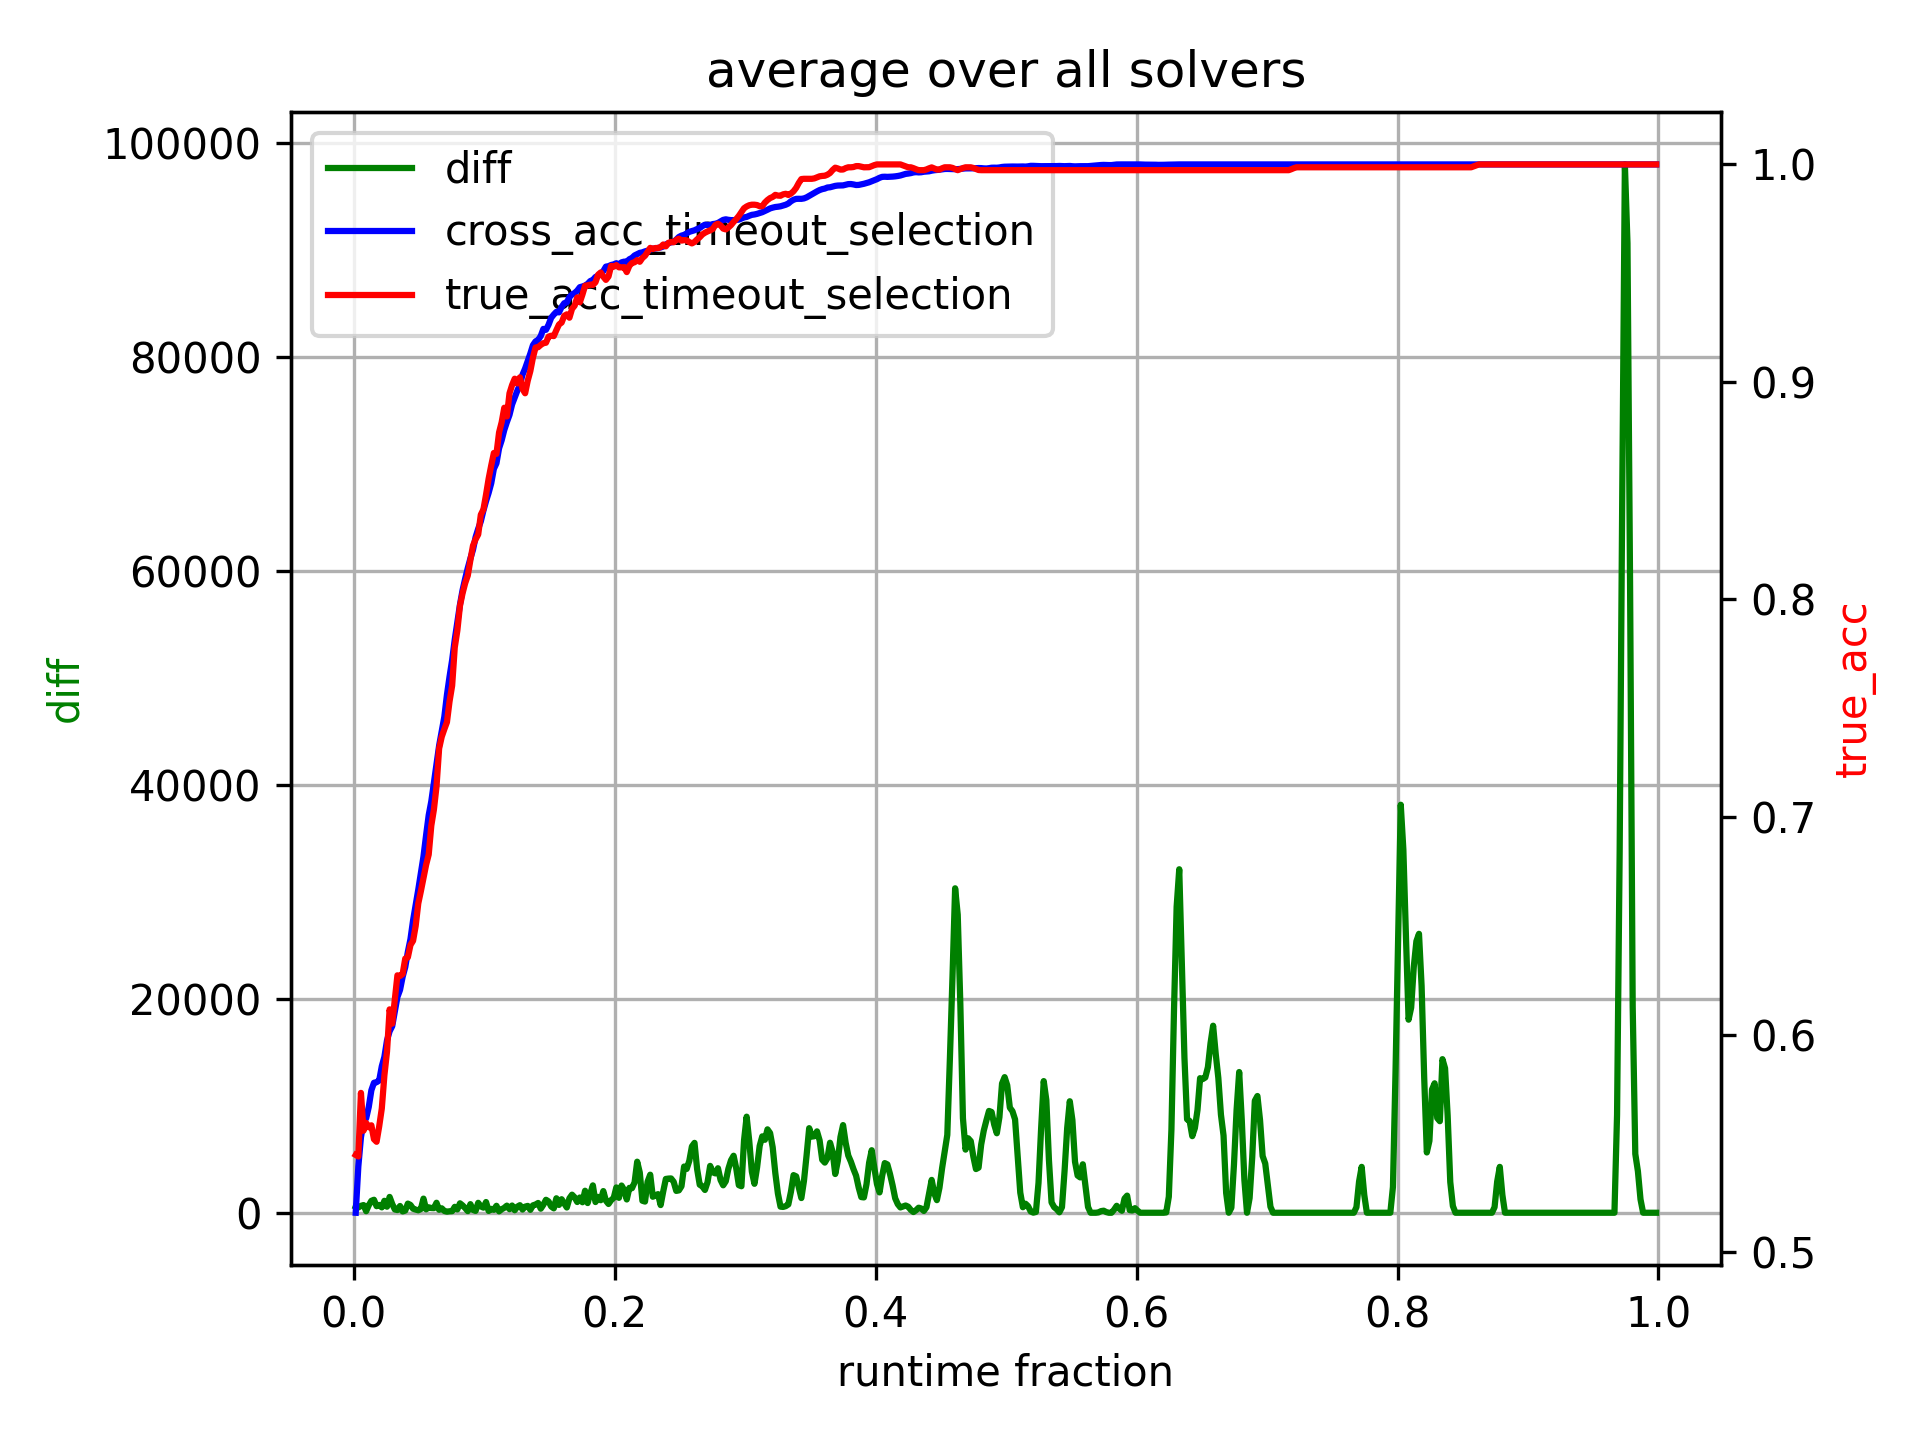 average over all solvers
100000
80000
60000
40000
20000
0
diff
diff
cross_acc_timeout_selection
true_acc_timeout_selection
1.0
0.9
0.8
0.7
0.6
0.5
true_acc
0.0 0.2 0.4 0.6 0.8 1.0
runtime fraction